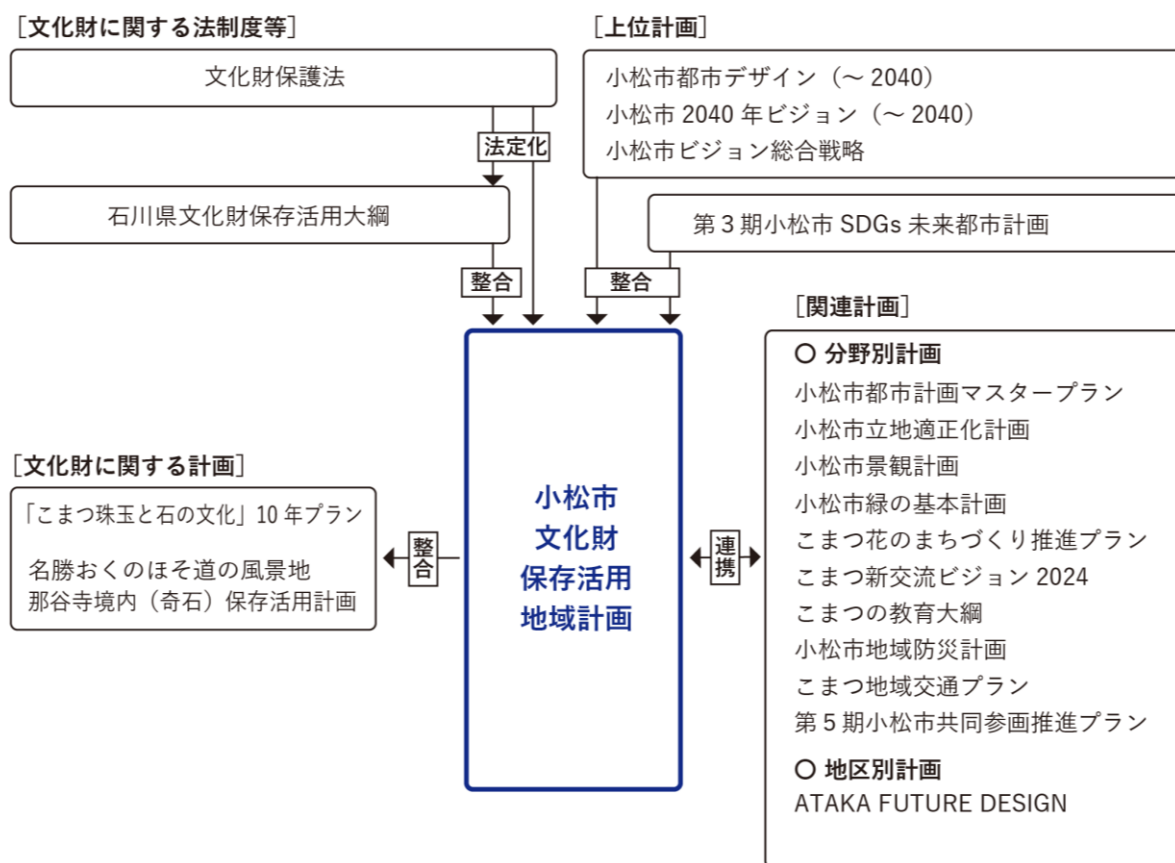 [文化財に関する法制度等]
文化財保護法
法定化
石川県文化財保存活用大綱
整合
[上位計画]
小松市都市デザイン（～ 2040）
小松市 2040 年ビジョン（～ 2040）
小松市ビジョン総合戦略
第３期小松市 SDGs 未来都市計画
整合
[文化財に関する計画]
「こまつ珠玉と石の文化」10 年プラン
名勝おくのほそ道の風景地
那谷寺境内（奇石）保存活用計画
整合
小松市
文化財
保存活用
地域計画
連携
[関連計画]
〇 分野別計画
小松市都市計画マスタープラン
小松市立地適正化計画
小松市景観計画
小松市緑の基本計画
こまつ花のまちづくり推進プラン
こまつ新交流ビジョン 2024
こまつの教育大綱
小松市地域防災計画
こまつ地域交通プラン
第５期小松市共同参画推進プラン
〇 地区別計画
ATAKA FUTURE DESIGN